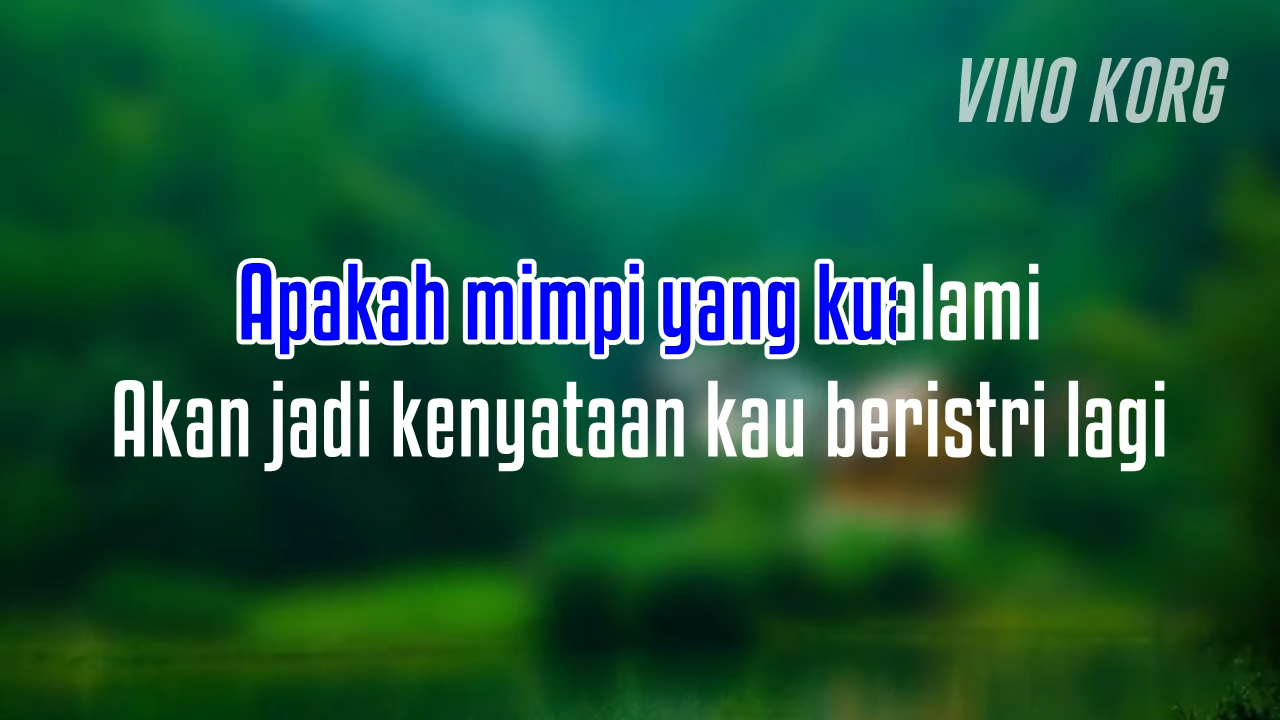 VINO KORG
Apakah mimpi yang kualami
Akan jadi kenyataan kau beristri lagi